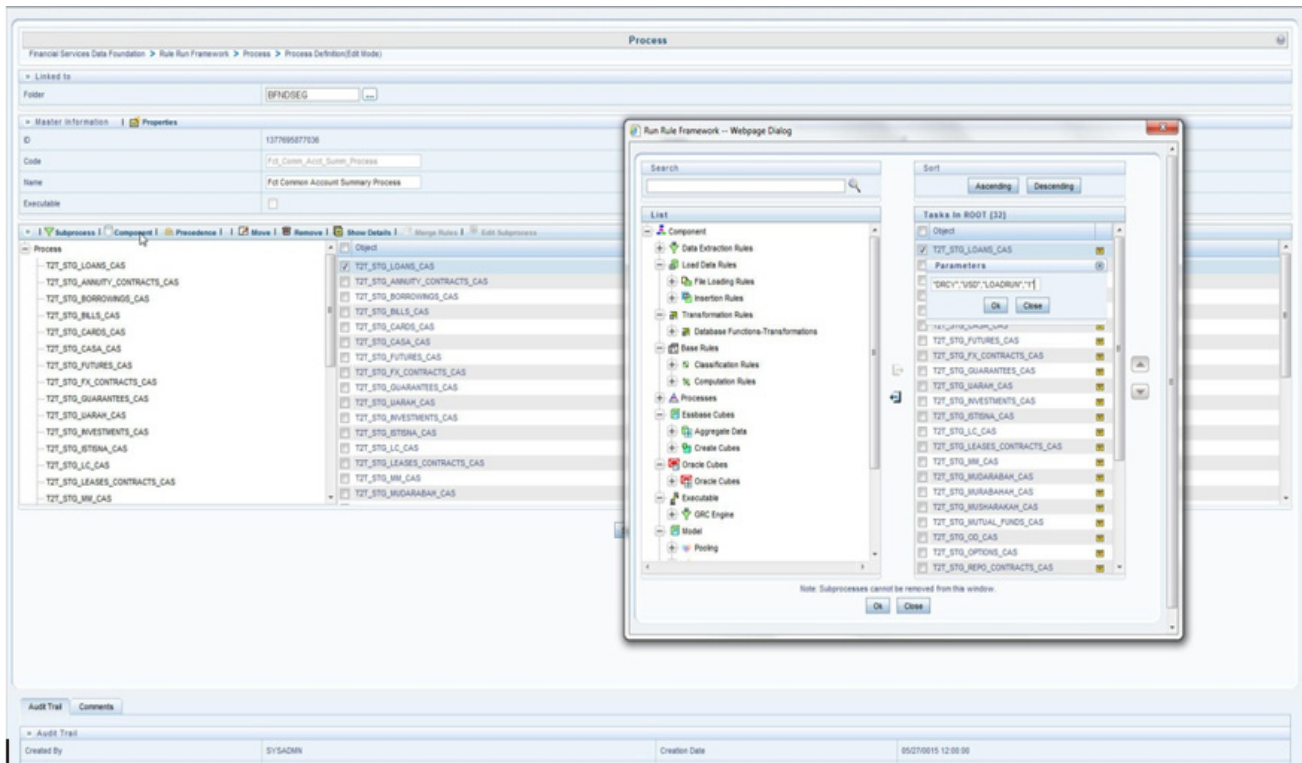 Process
Financial Services Data Foundation > Rule Run Framework > Process > Process Definition(Edit Mode)
» Linked to
Folder
BFNDSEG
...
» Master Information | Properties
ID
1377695877036
Code
Fct_Comm_Acct_Summ_Process
Name
Fct Common Account Summary Process
Executable
Subprocess | Component | Precedence | | Move | Remove | Show Details | Merge Rules | Edit Subprocess
Process
T2T_STG_LOANS_CAS
T2T_STG_ANNUITY_CONTRACTS_CAS
T2T_STG_BORROWINGS_CAS
T2T_STG_BILLS_CAS
T2T_STG_CARDS_CAS
T2T_STG_CASA_CAS
T2T_STG_FUTURES_CAS
T2T_STG_FX_CONTRACTS_CAS
T2T_STG_GUARANTEES_CAS
T2T_STG_IJARAH_CAS
T2T_STG_INVESTMENTS_CAS
T2T_STG_ISTISNA_CAS
T2T_STG_LC_CAS
T2T_STG_LEASES_CONTRACTS_CAS
T2T_STG_MM_CAS
Object
T2T_STG_LOANS_CAS
T2T_STG_ANNUITY_CONTRACTS_CAS
T2T_STG_BORROWINGS_CAS
T2T_STG_BILLS_CAS
T2T_STG_CARDS_CAS
T2T_STG_CASA_CAS
T2T_STG_FUTURES_CAS
T2T_STG_FX_CONTRACTS_CAS
T2T_STG_GUARANTEES_CAS
T2T_STG_IJARAH_CAS
T2T_STG_INVESTMENTS_CAS
T2T_STG_ISTISNA_CAS
T2T_STG_LC_CAS
T2T_STG_LEASES_CONTRACTS_CAS
T2T_STG_MM_CAS
T2T_STG_MUDARABAH_CAS
Run Rule Framework -- Webpage Dialog
Search
List
Component
Data Extraction Rules
Load Data Rules
File Loading Rules
Insertion Rules
Transformation Rules
Database Functions-Transformations
Base Rules
Classification Rules
Computation Rules
Processes
Essbase Cubes
Aggregate Data
Create Cubes
Oracle Cubes
Oracle Cubes
Executable
GRC Engine
Model
Pooling
Sort
Ascending
Descending
Tasks In ROOT [32]
Object
T2T_STG_LOANS_CAS
Parameters
"DRCY","USD","LOADRUN","1"
Ok
Close
T2T_STG_CASA_CAS
T2T_STG_FUTURES_CAS
T2T_STG_FX_CONTRACTS_CAS
T2T_STG_GUARANTEES_CAS
T2T_STG_IJARAH_CAS
T2T_STG_INVESTMENTS_CAS
T2T_STG_ISTISNA_CAS
T2T_STG_LC_CAS
T2T_STG_LEASES_CONTRACTS_CAS
T2T_STG_MM_CAS
T2T_STG_MUDARABAH_CAS
T2T_STG_MURABAHAH_CAS
T2T_STG_MUSHARAKAH_CAS
T2T_STG_MUTUAL_FUNDS_CAS
T2T_STG_OD_CAS
T2T_STG_OPTIONS_CAS
T2T_STG_REPO_CONTRACTS_CAS
Note: Subprocesses cannot be removed from this window.
Ok
Close
Audit Trail
Comments
» Audit Trail
Created By
SYSADMN
Creation Date
05/27/0015 12:00:00